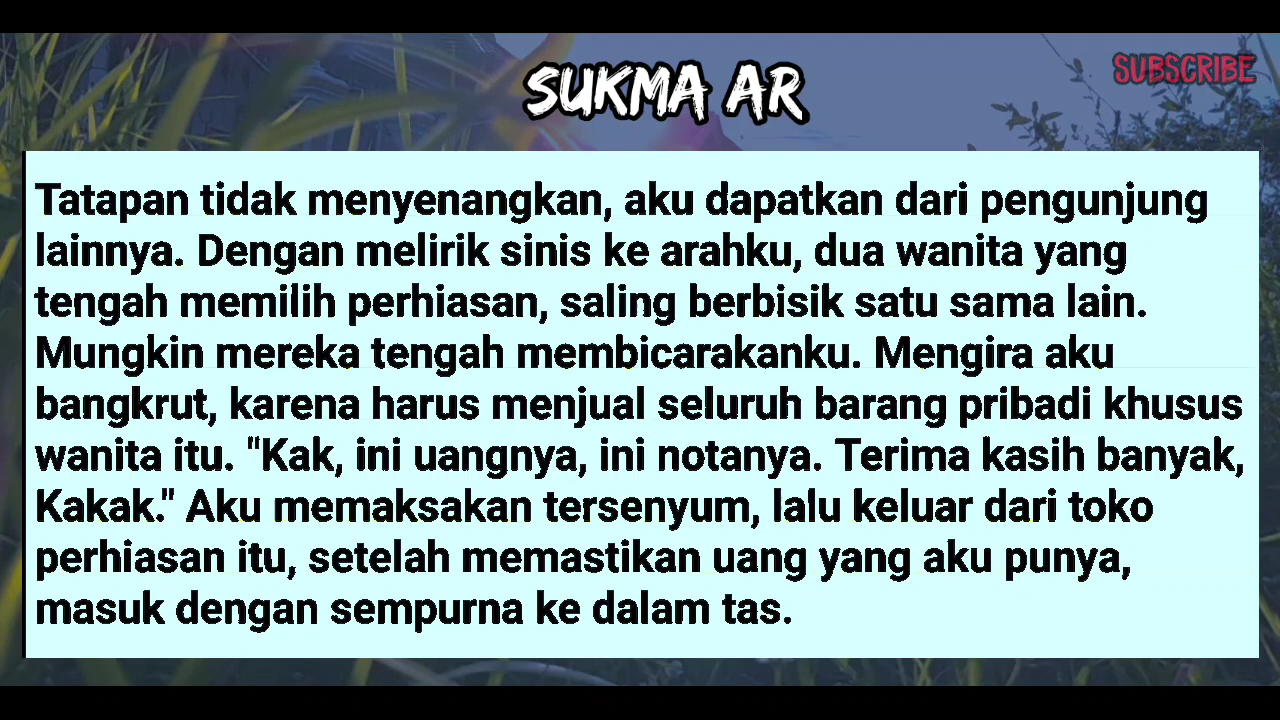 SUKMA AR
SUBSCRIBE
Tatapan tidak menyenangkan, aku dapatkan dari pengunjung
lainnya. Dengan melirik sinis ke arahku, dua wanita yang
tengah memilih perhiasan, saling berbisik satu sama lain.
Mungkin mereka tengah membicarakanku. Mengira aku
bangkrut, karena harus menjual seluruh barang pribadi khusus
wanita itu. "Kak, ini uangnya, ini notanya. Terima kasih banyak,
Kakak." Aku memaksakan tersenyum, lalu keluar dari toko
perhiasan itu, setelah memastikan uang yang aku punya,
masuk dengan sempurna ke dalam tas.